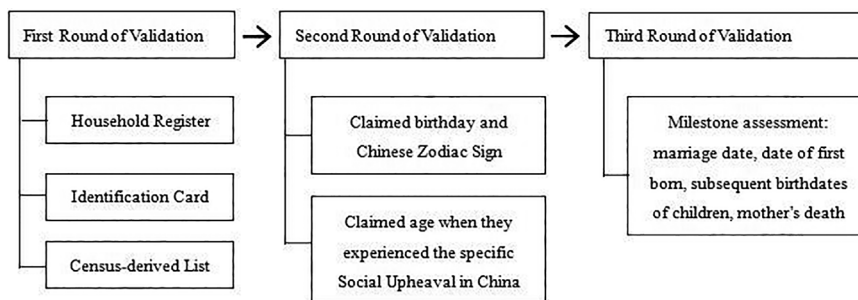 First Round of Validation
Household Register
Identification Card
Census-derived List
Second Round of Validation
Claimed birthday and
Chinese Zodiac Sign
Claimed age when they
experienced the specific
Social Upheaval in China
Third Round of Validation
Milestone assessment:
marriage date, date of first
born, subsequent birthdates
of children, mother's death